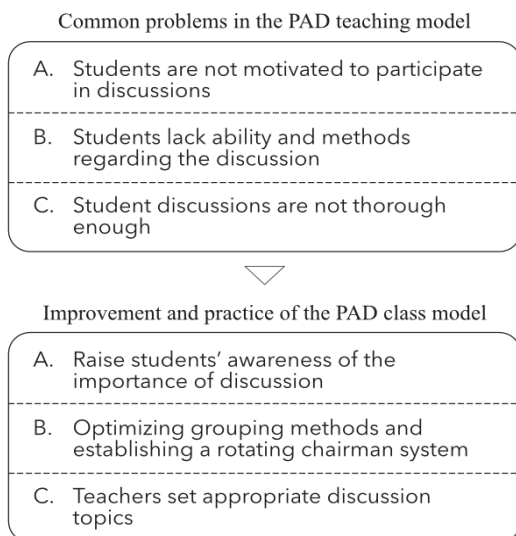 Common problems in the PAD teaching model
A. Students are not motivated to participate
in discussions
B. Students lack ability and methods
regarding the discussion
C. Student discussions are not thorough
enough
Improvement and practice of the PAD class model
A. Raise students' awareness of the
importance of discussion
B. Optimizing grouping methods and
establishing a rotating chairman system
C. Teachers set appropriate discussion
topics